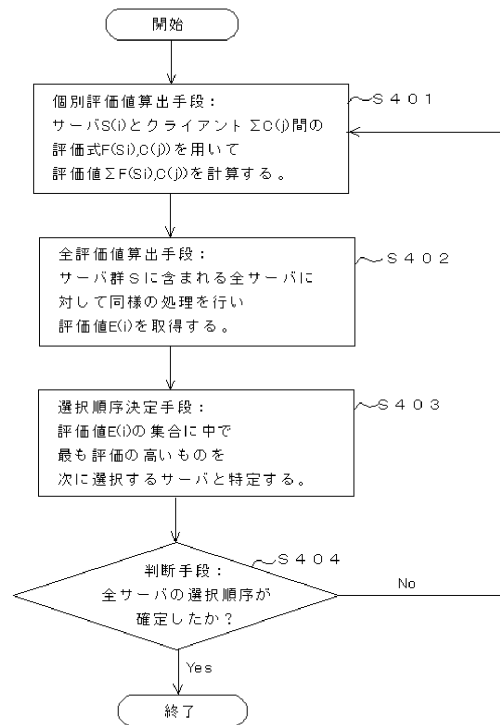 開始
S401
個別評価値算出手段：
サーバS(i)とクライアントΣC(j)間の
評価式F(Si),C(j))を用いて
評価値ΣF(Si),C(j))を計算する。
S402
全評価値算出手段：
サーバ群Sに含まれる全サーバに
対して同様の処理を行い
評価値E(i)を取得する。
S403
選択順序決定手段：
評価値E(i)の集合に中で
最も評価の高いものを
次に選択するサーバと特定する。
S404
判断手段：
全サーバの選択順序が
確定したか？
No
Yes
終了